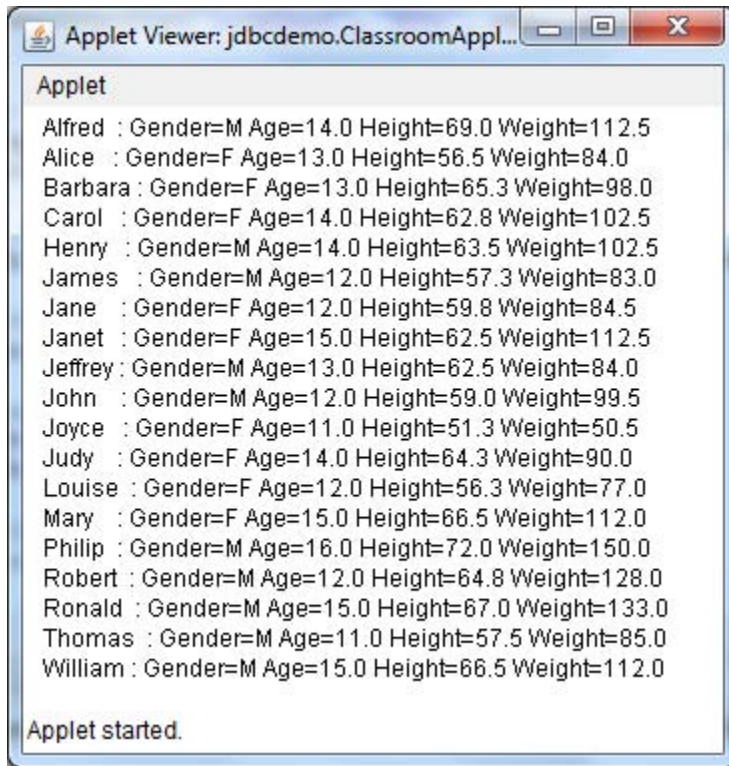 Applet Viewer: jdbcdemo.ClassroomAppl...
Applet
Alfred : Gender=M Age=14.0 Height=69.0 Weight=112.5
Alice : Gender=F Age=13.0 Height=56.5 Weight=84.0
Barbara : Gender=F Age=13.0 Height=65.3 Weight=98.0
Carol : Gender=F Age=14.0 Height=62.8 Weight=102.5
Henry : Gender=M Age=14.0 Height=63.5 Weight=102.5
James : Gender=M Age=12.0 Height=57.3 Weight=83.0
Jane : Gender=F Age=12.0 Height=59.8 Weight=84.5
Janet : Gender=F Age=15.0 Height=62.5 Weight=112.5
Jeffrey : Gender=M Age=13.0 Height=62.5 Weight=84.0
John : Gender=M Age=12.0 Height=59.0 Weight=99.5
Joyce : Gender=F Age=11.0 Height=51.3 Weight=50.5
Judy : Gender=F Age=14.0 Height=64.3 Weight=90.0
Louise : Gender=F Age=12.0 Height=56.3 Weight=77.0
Mary : Gender=F Age=15.0 Height=66.5 Weight=112.0
Philip : Gender=M Age=16.0 Height=72.0 Weight=150.0
Robert : Gender=M Age=12.0 Height=64.8 Weight=128.0
Ronald : Gender=M Age=15.0 Height=67.0 Weight=133.0
Thomas : Gender=M Age=11.0 Height=57.5 Weight=85.0
William : Gender=M Age=15.0 Height=66.5 Weight=112.0
Applet started.